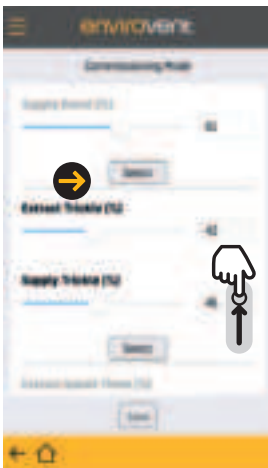 envirovent
Commissioning Mode
Supply Boost (%)
Select
Extract Trickle (%)
Supply Trickle (%)
Select
Save